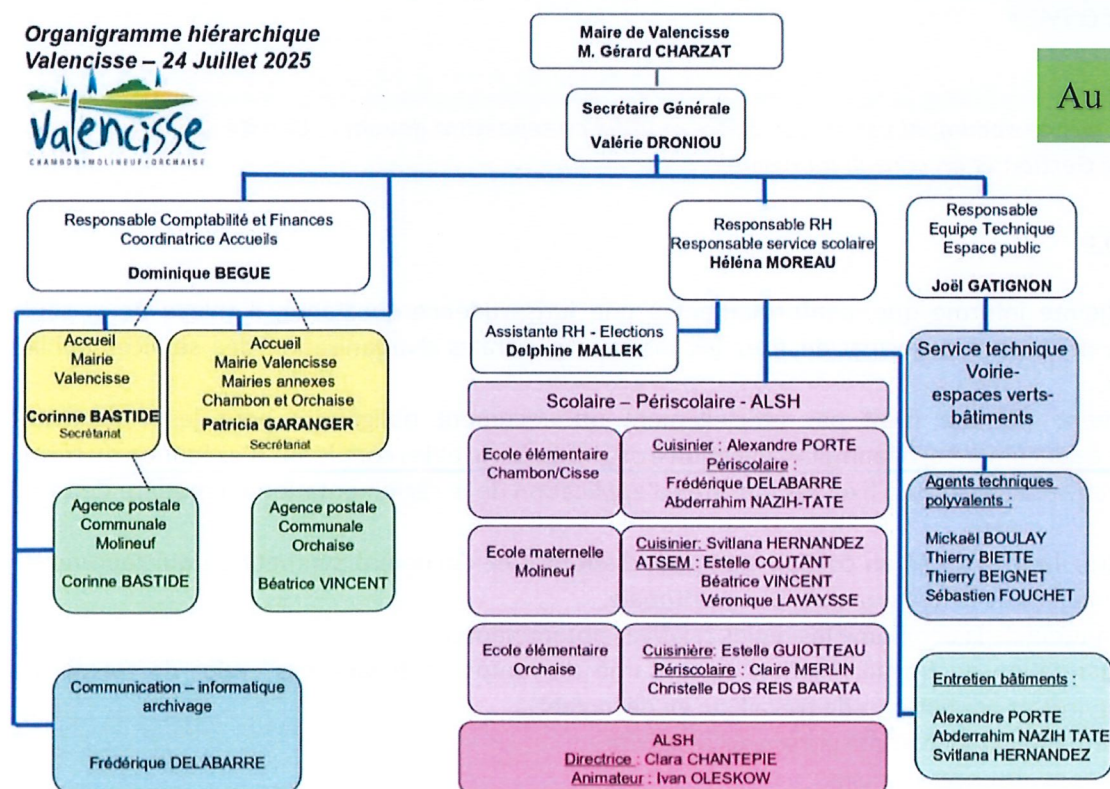 Organigramme hiérarchique
Valencisse – 24 Juillet 2025
Valencisse
CHAMBON•MOLINEUF•ORCHAISE
Maire de Valencisse
M. Gérard CHARZAT
Au
Secrétaire Générale
Valérie DRONIOU
Responsable Comptabilité et Finances
Coordinatrice Accueils
Dominique BEGUE
Responsable RH
Responsable service scolaire
Héléna MOREAU
Responsable
Equipe Technique
Espace public
Joël GATIGNON
Accueil
Mairie
Valencisse
Corinne BASTIDE
Secrétariat
Accueil
Mairie Valencisse
Mairies annexes
Chambon et Orchaise
Patricia GARANGER
Secrétariat
Assistante RH - Elections
Delphine MALLEK
Service technique
Voirie-
espaces verts-
bâtiments
Scolaire – Périscolaire - ALSH
Ecole élémentaire
Chambon/Cisse
Cuisinier : Alexandre PORTE
Périscolaire :
Frédérique DELABARRE
Abderrahim NAZIH-TATE
Agence postale
Communale
Molineuf
Corinne BASTIDE
Agence postale
Communale
Orchaise
Béatrice VINCENT
Agents techniques
polyvalents :
Mickaël BOULAY
Thierry BIETTE
Thierry BEIGNET
Sébastien FOUCHET
Ecole maternelle
Molineuf
Cuisinier: Svitlana HERNANDEZ
ATSEM : Estelle COUTANT
Béatrice VINCENT
Véronique LAVAYSSE
Ecole élémentaire
Orchaise
Cuisinière: Estelle GUIOTTEAU
Périscolaire : Claire MERLIN
Christelle DOS REIS BARATA
Communication – informatique
archivage
Frédérique DELABARRE
Entretien bâtiments :
Alexandre PORTE
Abderrahim NAZIH TATE
Svitlana HERNANDEZ
ALSH
Directrice : Clara CHANTEPIE
Animateur : Ivan OLESKOW